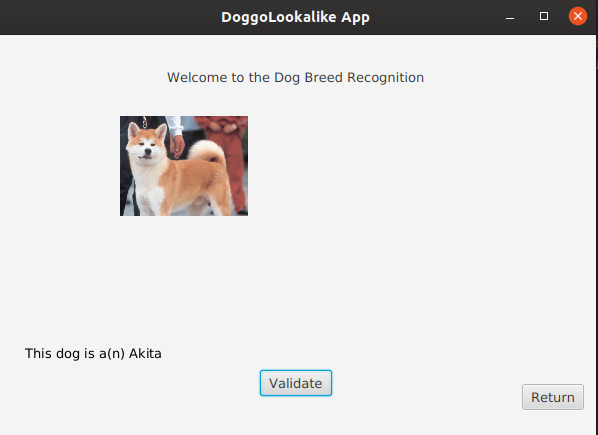 DoggoLookalike App
Welcome to the Dog Breed Recognition
This dog is a(n) Akita
Validate
Return